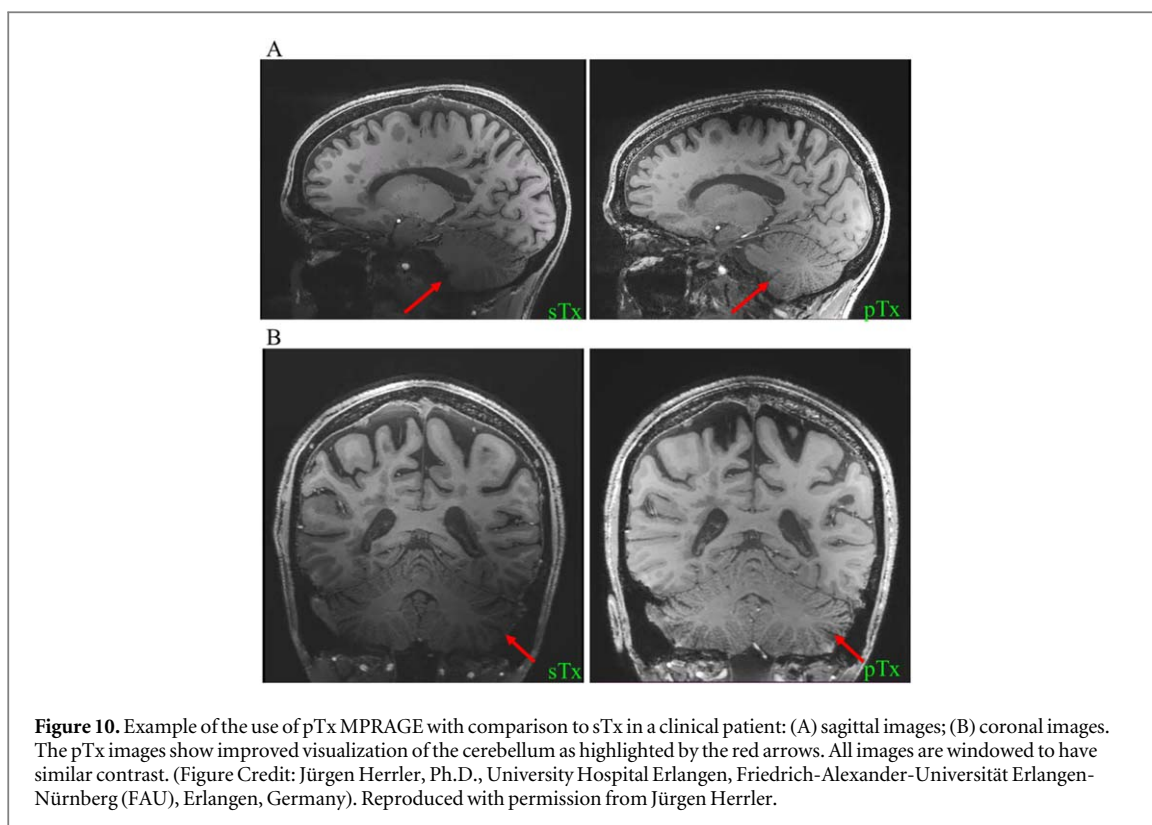 A
sTx
pTx
B
sTx
pTx
Figure 10. Example of the use of pTx MPRAGE with comparison to sTx in a clinical patient: (A) sagittal images; (B) coronal images.
The pTx images show improved visualization of the cerebellum as highlighted by the red arrows. All images are windowed to have
similar contrast. (Figure Credit: Jürgen Herrler, Ph.D., University Hospital Erlangen, Friedrich-Alexander-Universität Erlangen-
Nürnberg (FAU), Erlangen, Germany). Reproduced with permission from Jürgen Herrler.